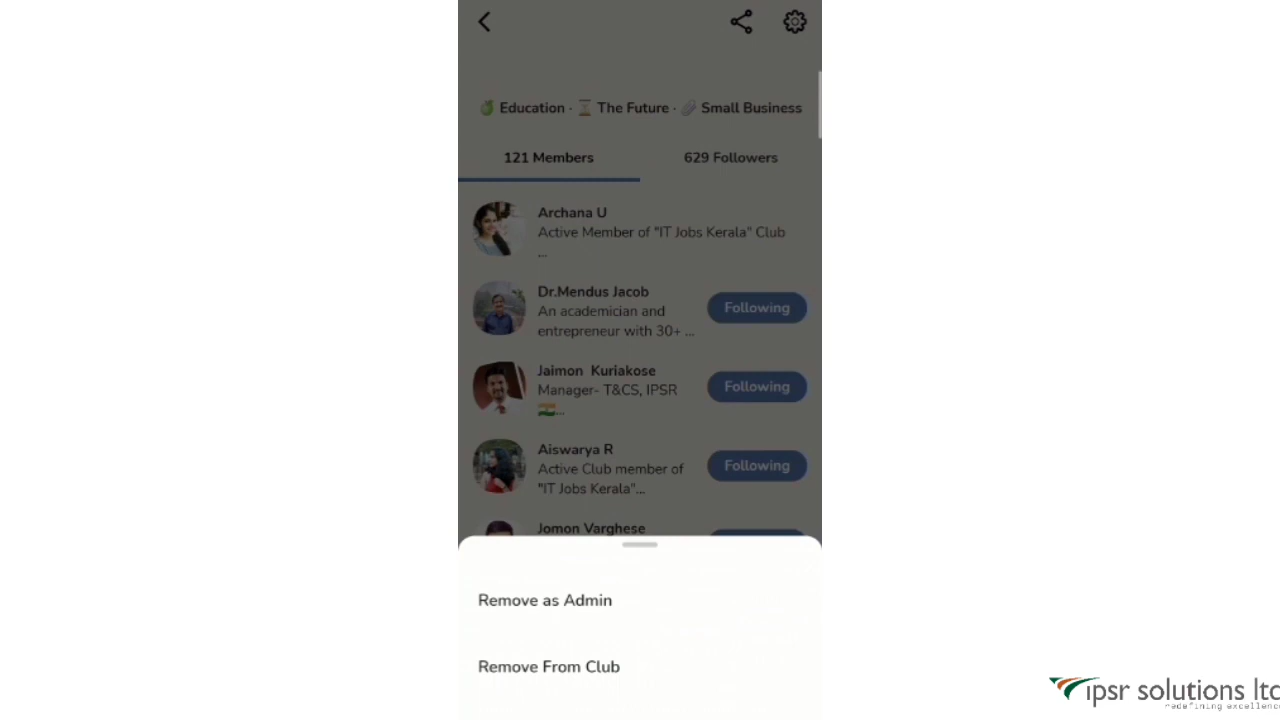 🍏 Education · ⏳ The Future · 🔗 Small Business
121 Members
629 Followers
Archana U
Active Member of "IT Jobs Kerala" Club
...
Dr.Mendus Jacob
An academician and
entrepreneur with 30+ ...
Following
Jaimon Kuriakose
Manager- T&CS, IPSR
🇮🇳...
Following
Aiswarya R
Active Club member of
"IT Jobs Kerala"...
Following
Jomon Varghese
Remove as Admin
Remove From Club
ipsr solutions ltd
redefining excellence